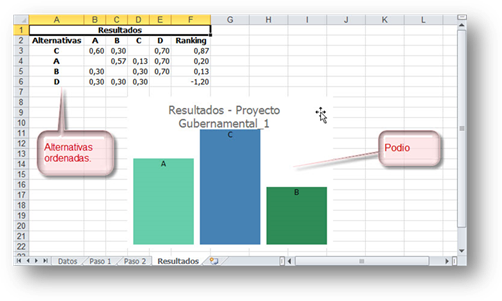 A B C D E F G H I J K L
1 Resultados
2 Alternativas A B C D Ranking
3 C 0,60 0,30 0,70 0,87
4 A 0,57 0,13 0,70 0,20
5 B 0,30 0,30 0,70 0,13
6 D 0,30 0,30 0,30 -1,20
7
8
9 Resultados - Proyecto
10 Gubernamental_1
11 C
12 Alternativas
13 ordenadas.
Podio
14 A
15
16
17 B
18
19
20
21
22
23
Datos Paso 1 Paso 2 Resultados